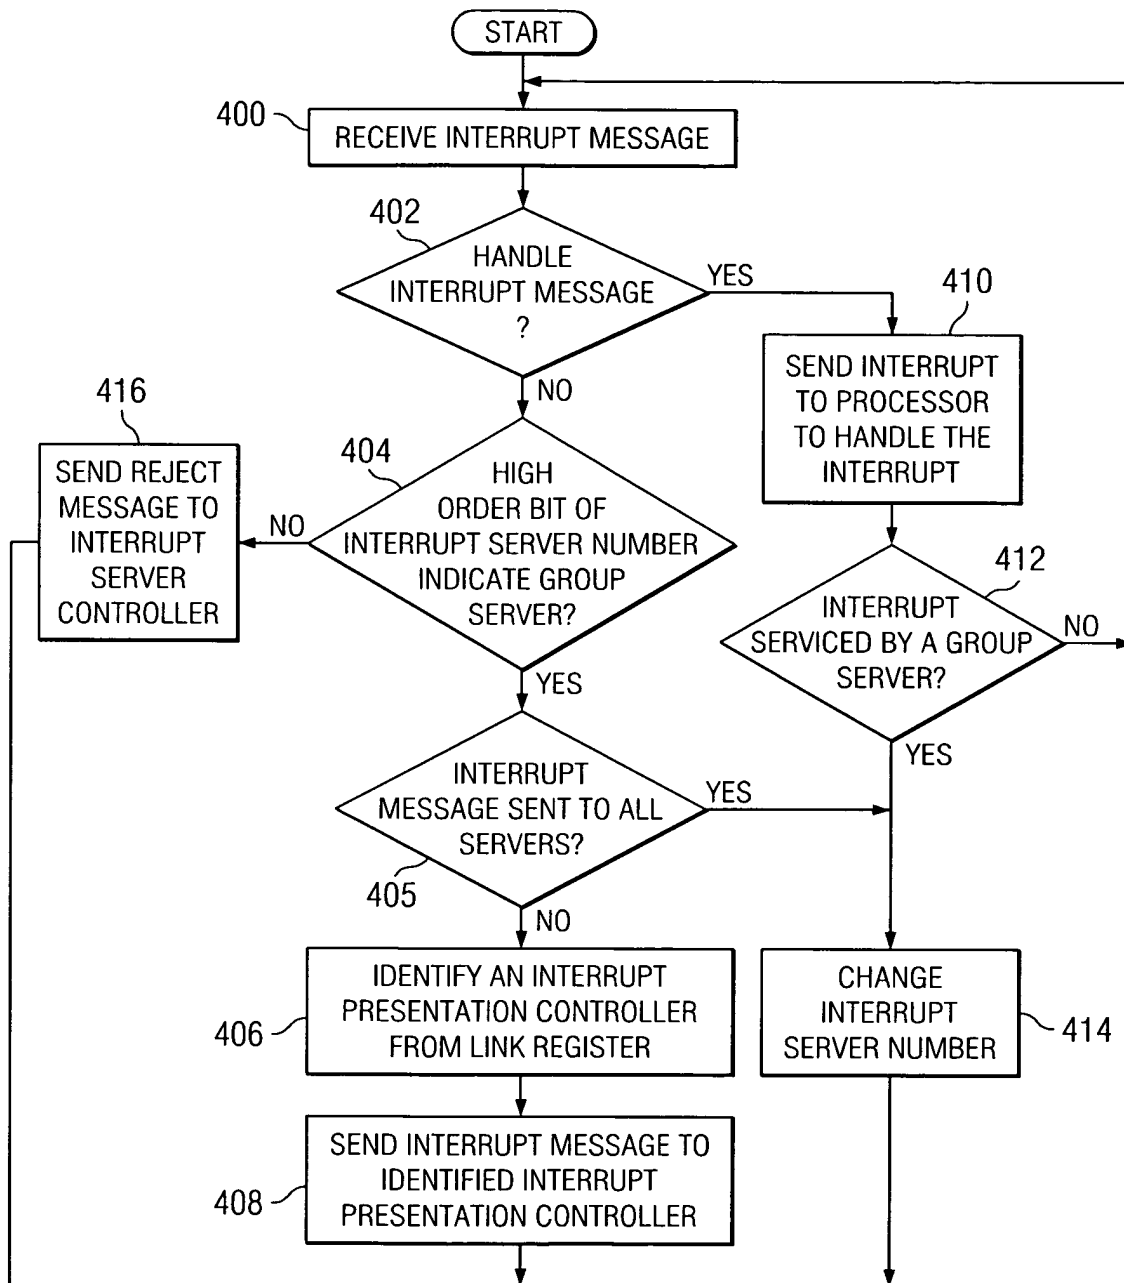 START
400
RECEIVE INTERRUPT MESSAGE
402
HANDLE
INTERRUPT MESSAGE
?
YES
NO
410
SEND INTERRUPT
TO PROCESSOR
TO HANDLE THE
INTERRUPT
416
SEND REJECT
MESSAGE TO
INTERRUPT
SERVER
CONTROLLER
NO
404
HIGH
ORDER BIT OF
INTERRUPT SERVER NUMBER
INDICATE GROUP
SERVER?
YES
412
INTERRUPT
SERVICED BY A GROUP
SERVER?
NO
YES
INTERRUPT
MESSAGE SENT TO ALL
SERVERS?
YES
405
NO
IDENTIFY AN INTERRUPT
PRESENTATION CONTROLLER
FROM LINK REGISTER
406
CHANGE
INTERRUPT
SERVER NUMBER
414
SEND INTERRUPT MESSAGE TO
IDENTIFIED INTERRUPT
PRESENTATION CONTROLLER
408